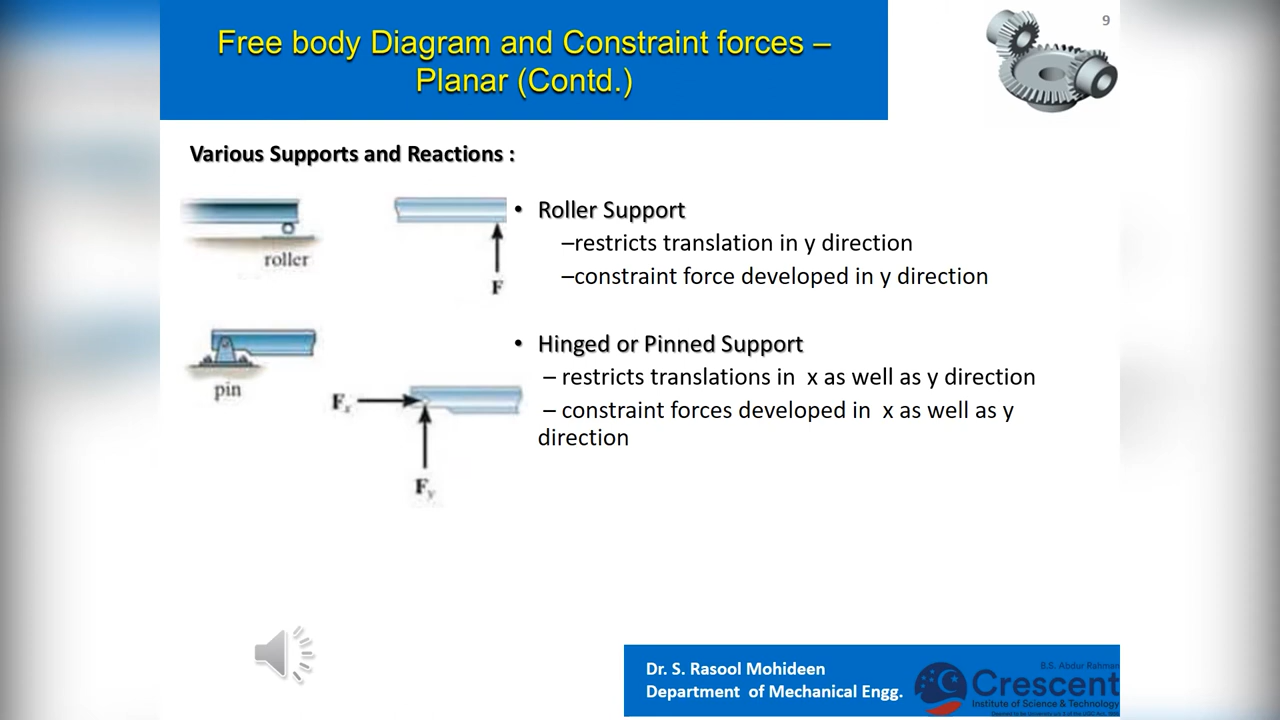 Free body Diagram and Constraint forces –
Planar (Contd.)
9
Various Supports and Reactions :
roller
F
• Roller Support
–restricts translation in y direction
–constraint force developed in y direction
pin
Fx
Fy
• Hinged or Pinned Support
– restricts translations in x as well as y direction
– constraint forces developed in x as well as y
direction
Dr. S. Rasool Mohideen
Department of Mechanical Engg.
B.S. Abdur Rahman
Crescent
Institute of Science & Technology